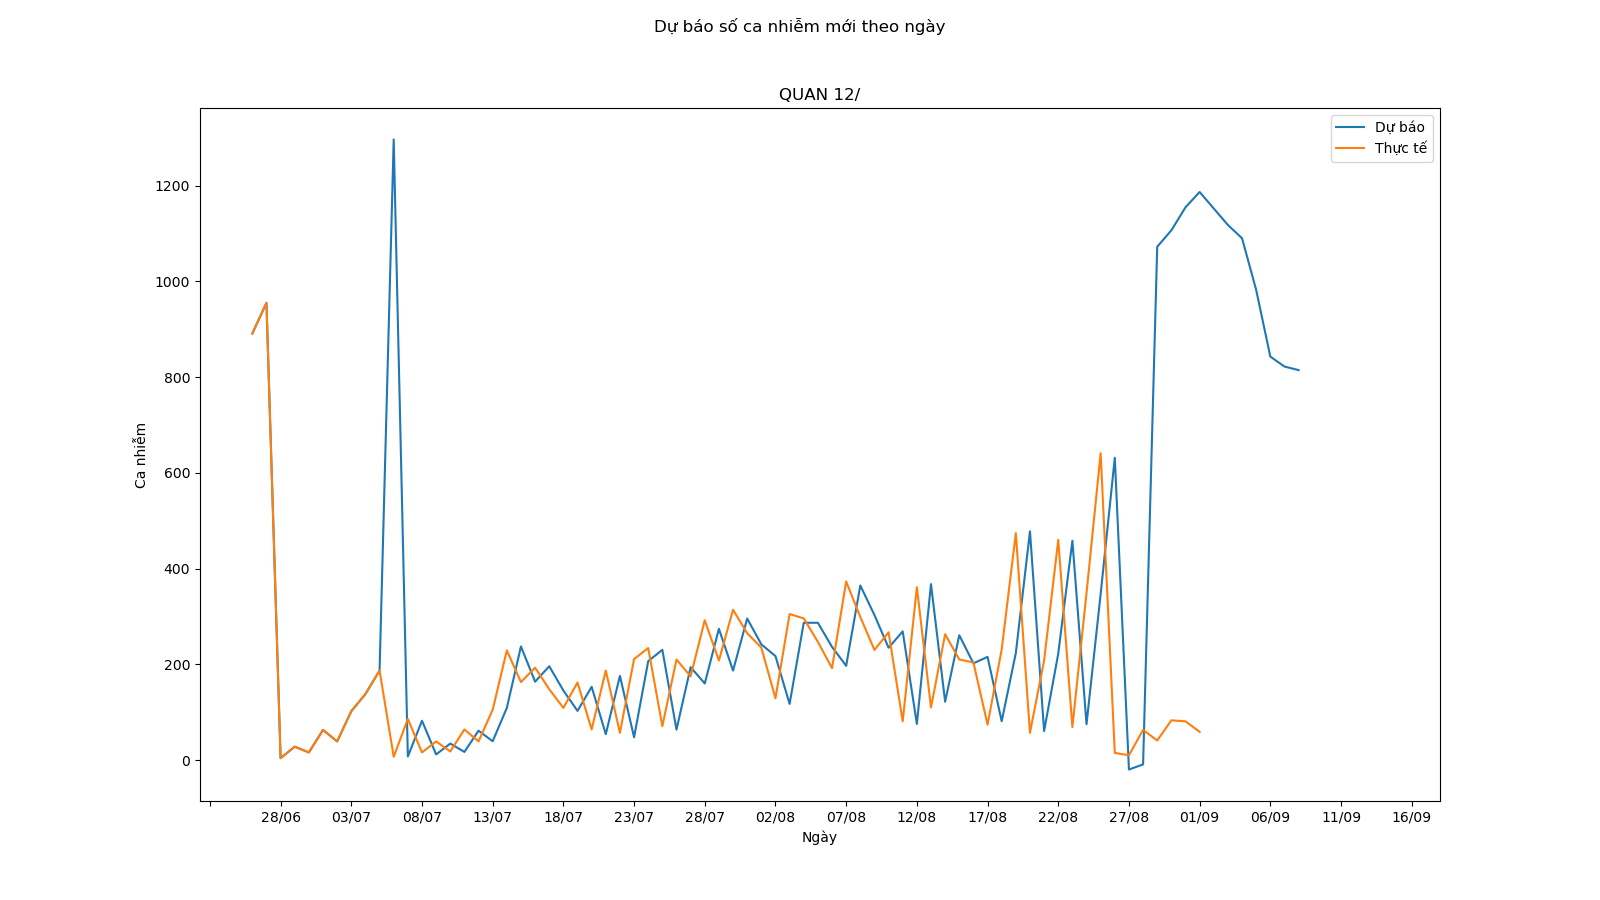 Dự báo số ca nhiễm mới theo ngày
QUAN 12/
Dự báo
Thực tế
1200
1000
800
600
400
200
0
Ca nhiễm
28/06 03/07 08/07 13/07 18/07 23/07 28/07 02/08 07/08 12/08 17/08 22/08 27/08 01/09 06/09 11/09 16/09
Ngày